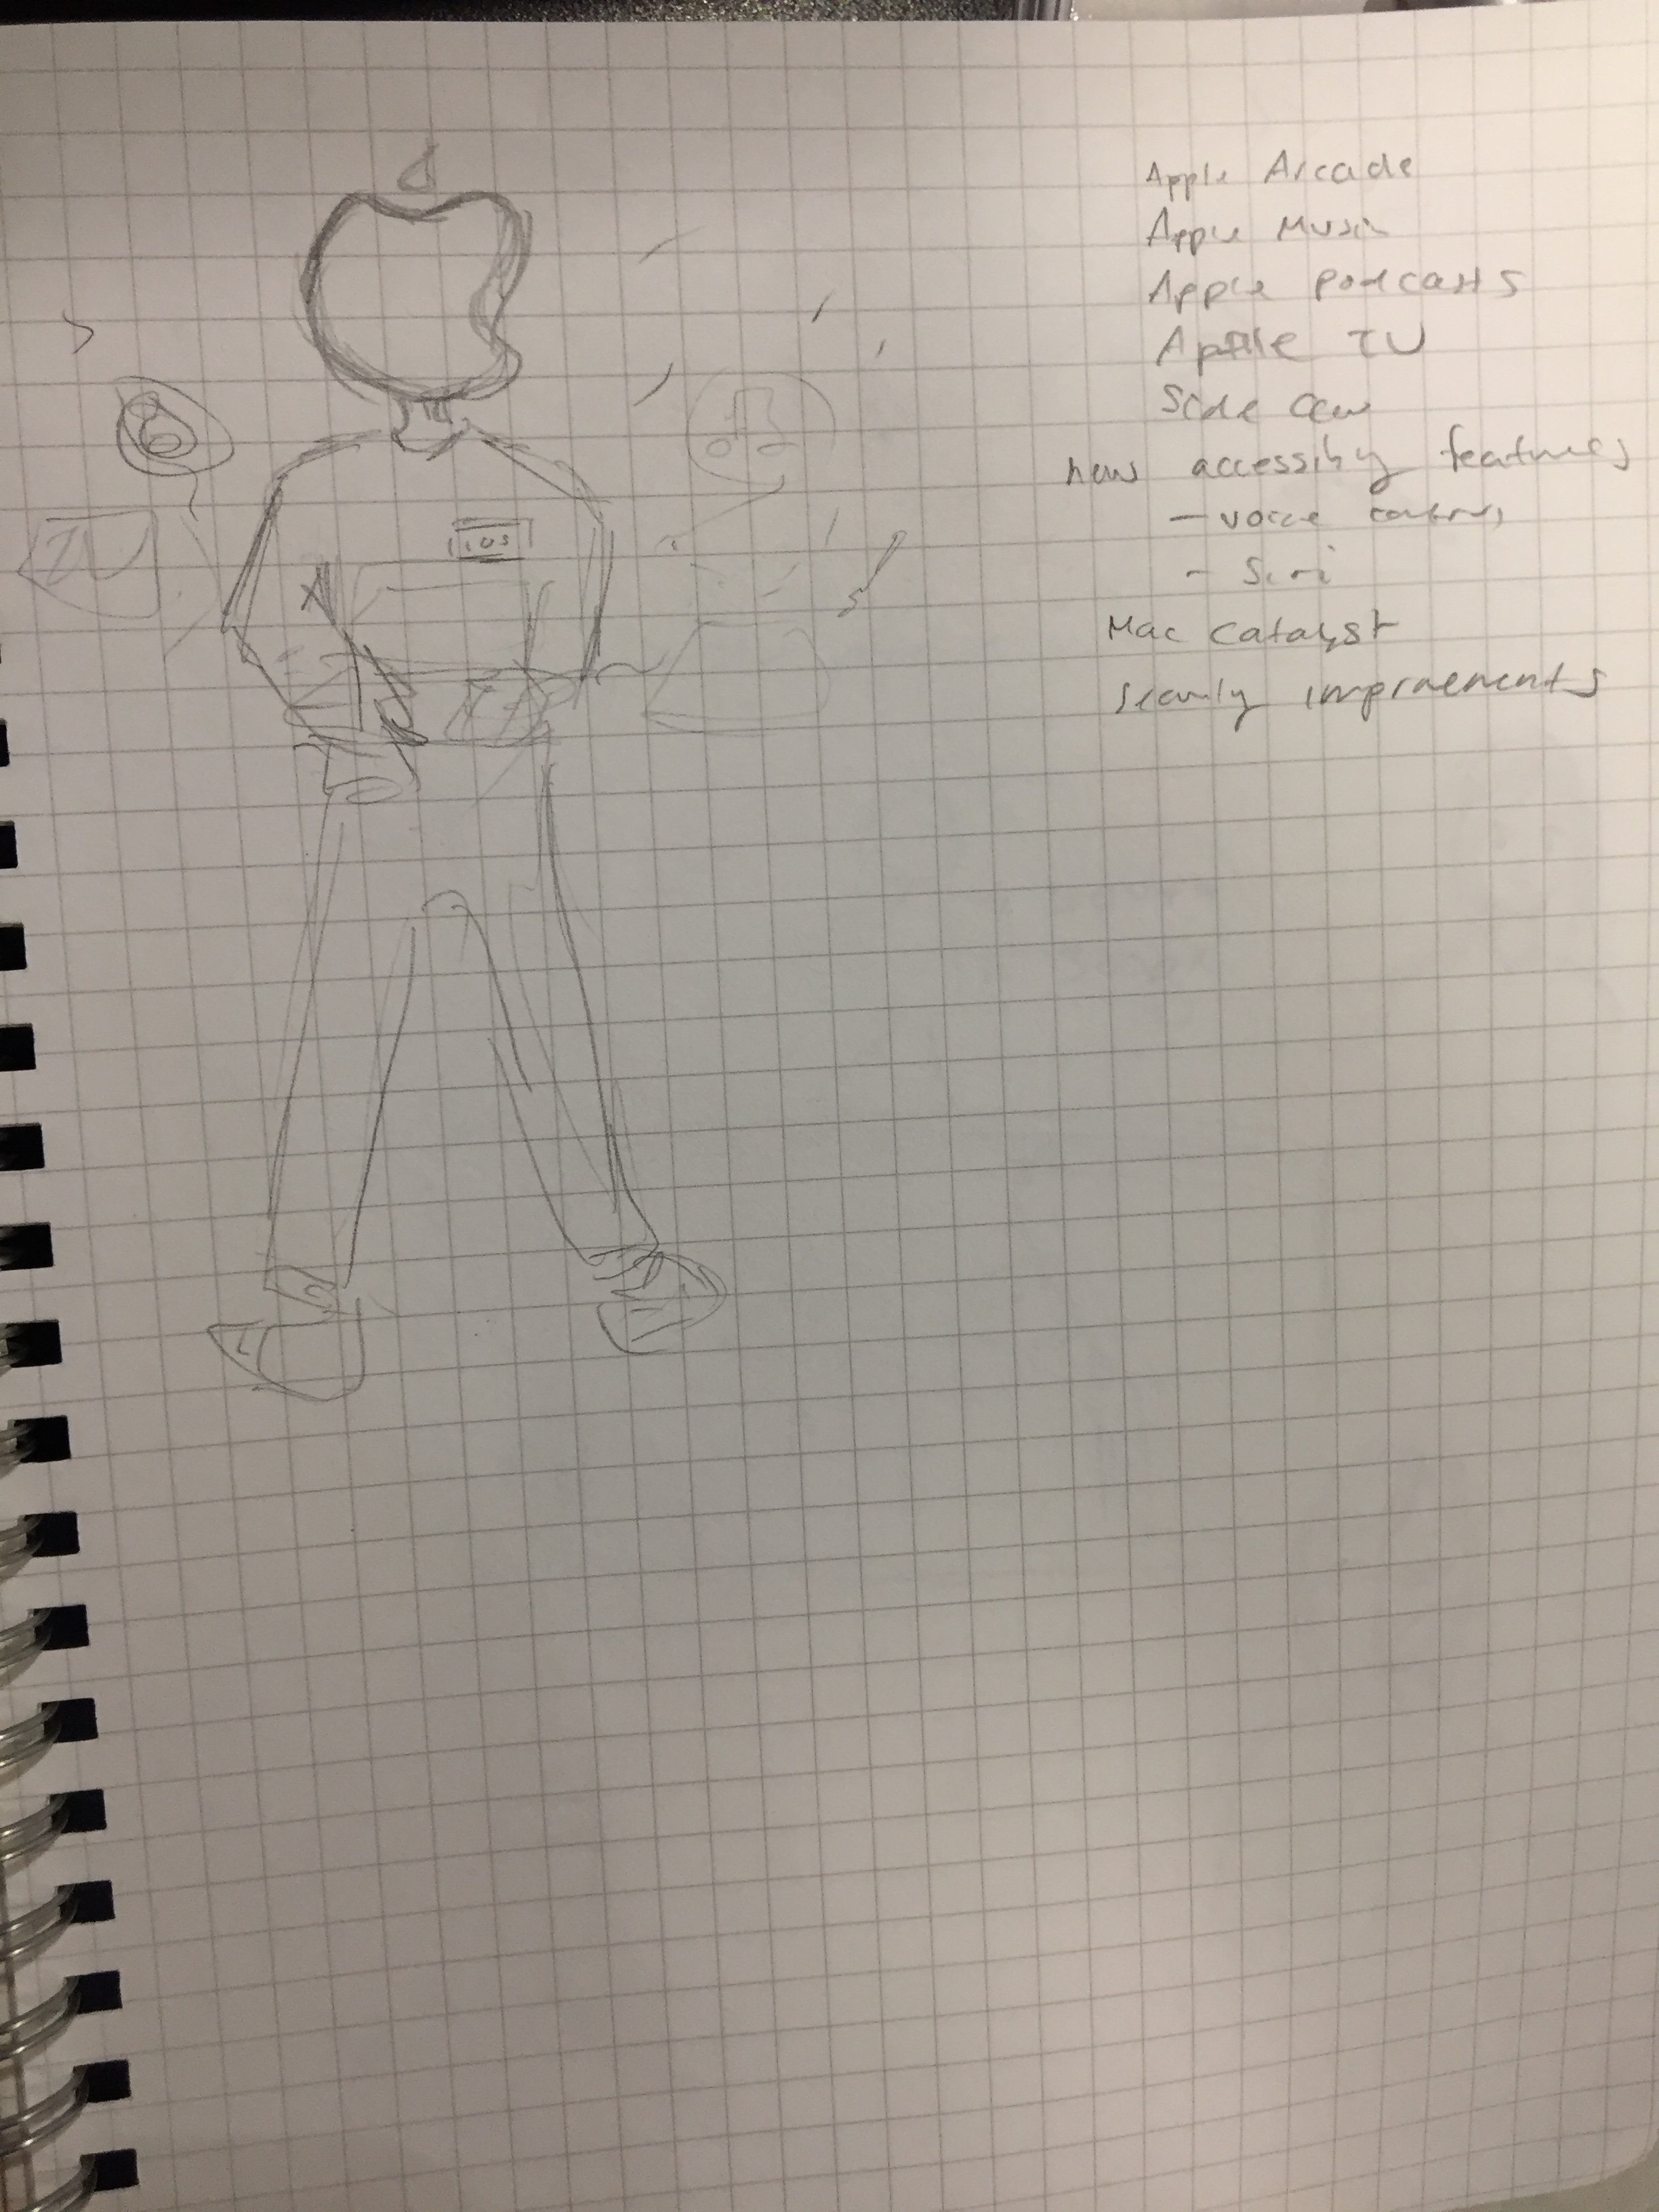 TV
ios
Apple Arcade
Apple Music
Apple podcasts
Apple TV
Side car
new accessiby features
- voice control
- Siri
Mac catalyst
security improvements